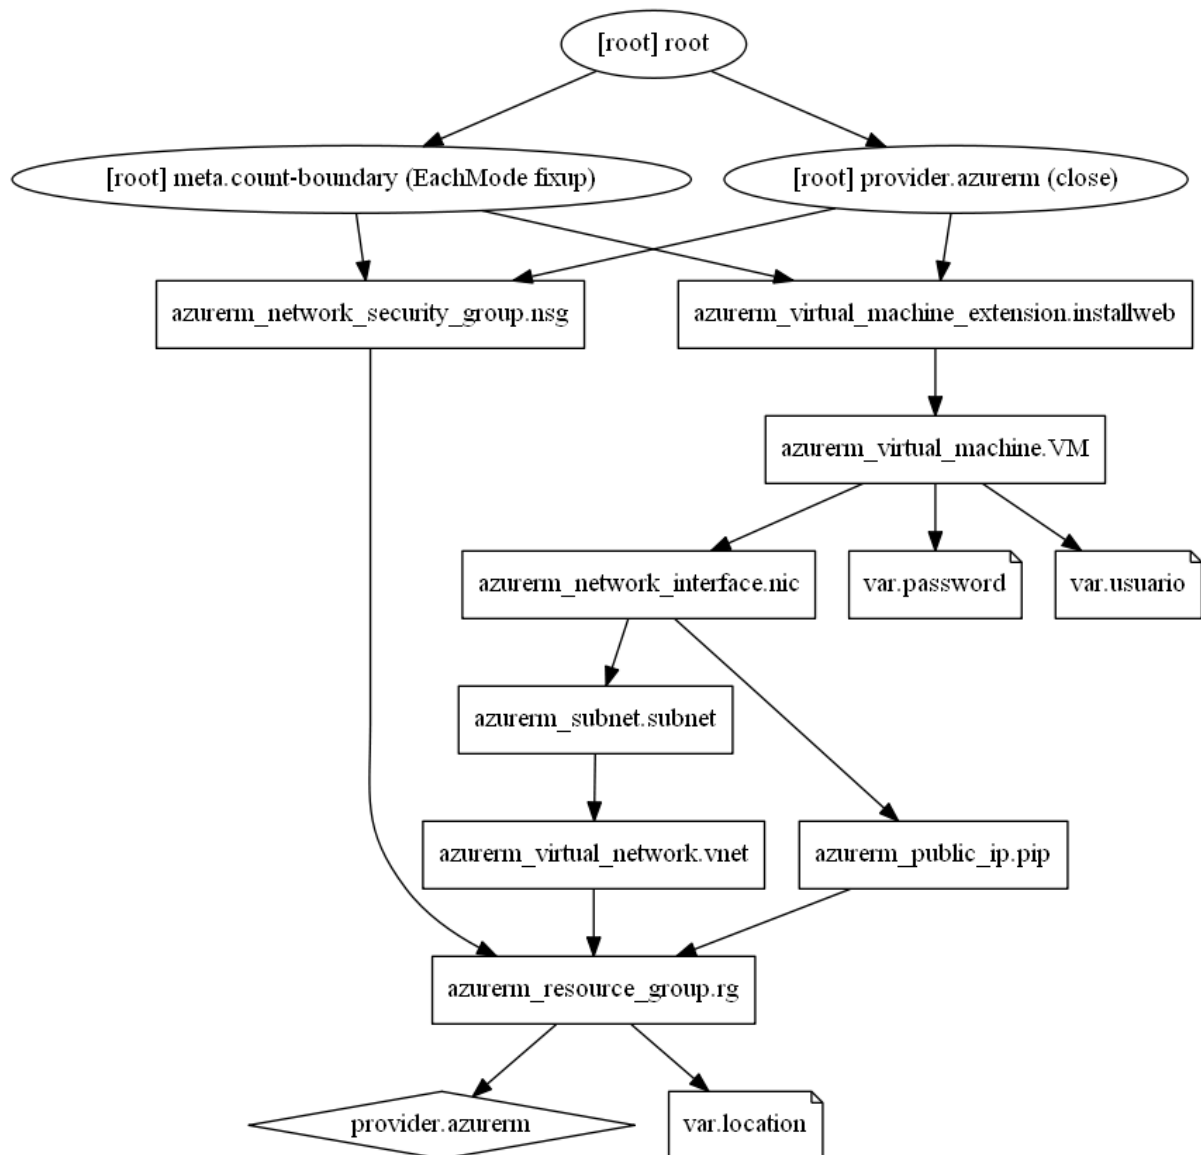 [root] root
[root] meta.count-boundary (EachMode fixup)
[root] provider.azurerm (close)
azurerm_network_security_group.nsg
azurerm_virtual_machine_extension.installweb
azurerm_virtual_machine.VM
azurerm_network_interface.nic
var.password
var.usuario
azurerm_subnet.subnet
azurerm_virtual_network.vnet
azurerm_public_ip.pip
azurerm_resource_group.rg
provider.azurerm
var.location